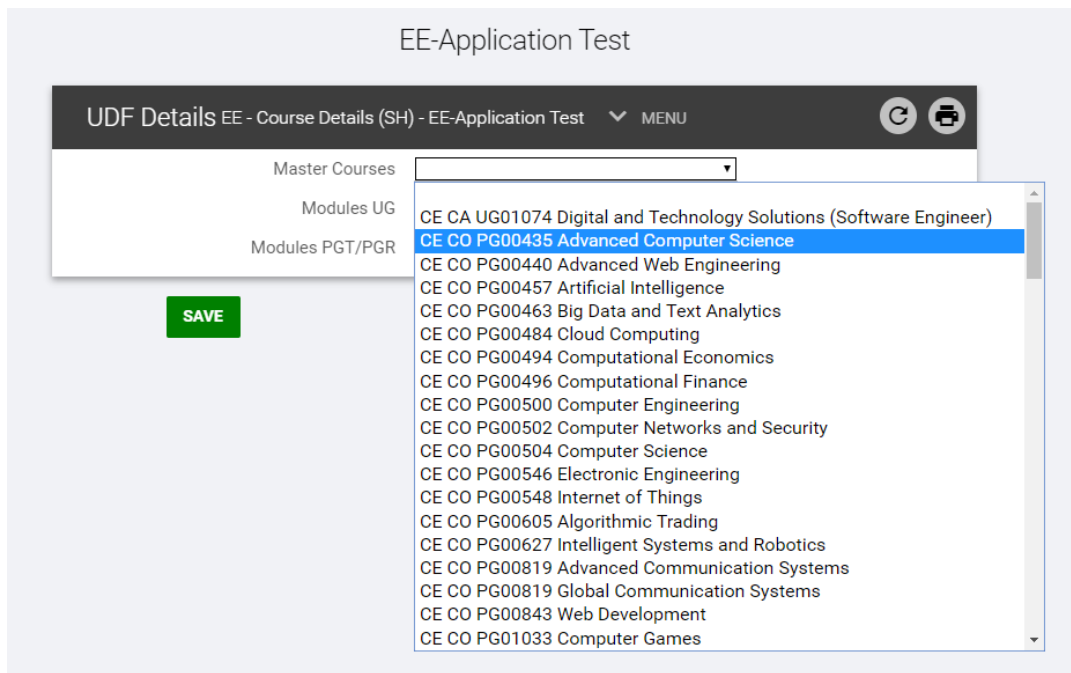 EE-Application Test
UDF Details EE - Course Details (SH) - EE-Application Test MENU
Master Courses
Modules UG
Modules PGT/PGR
SAVE
CE CA UG01074 Digital and Technology Solutions (Software Engineer)
CE CO PG00435 Advanced Computer Science
CE CO PG00440 Advanced Web Engineering
CE CO PG00457 Artificial Intelligence
CE CO PG00463 Big Data and Text Analytics
CE CO PG00484 Cloud Computing
CE CO PG00494 Computational Economics
CE CO PG00496 Computational Finance
CE CO PG00500 Computer Engineering
CE CO PG00502 Computer Networks and Security
CE CO PG00504 Computer Science
CE CO PG00546 Electronic Engineering
CE CO PG00548 Internet of Things
CE CO PG00605 Algorithmic Trading
CE CO PG00627 Intelligent Systems and Robotics
CE CO PG00819 Advanced Communication Systems
CE CO PG00819 Global Communication Systems
CE CO PG00843 Web Development
CE CO PG01033 Computer Games